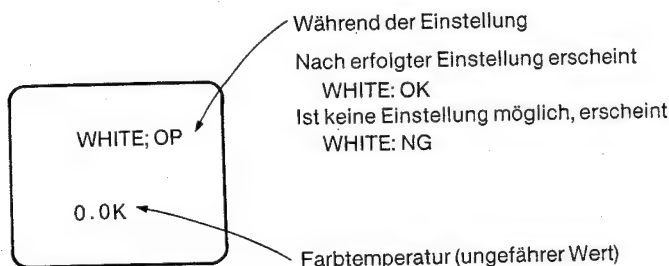 Während der Einstellung
Nach erfolgter Einstellung erscheint
WHITE: OK
Ist keine Einstellung möglich, erscheint
WHITE: NG
WHITE; OP
0.0K
Farbtemperatur (ungefährer Wert)